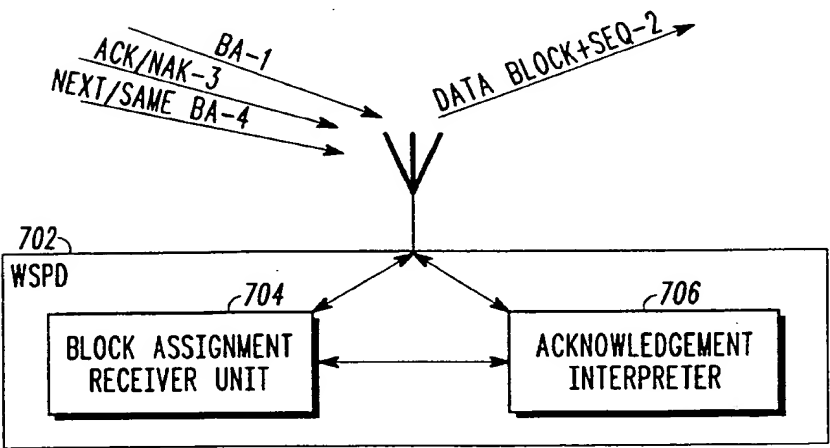 BA-1
ACK/NAK-3
NEXT/SAME BA-4
DATA BLOCK+SEQ-2
702
WSPD
704
BLOCK ASSIGNMENT
RECEIVER UNIT
706
ACKNOWLEDGEMENT
INTERPRETER